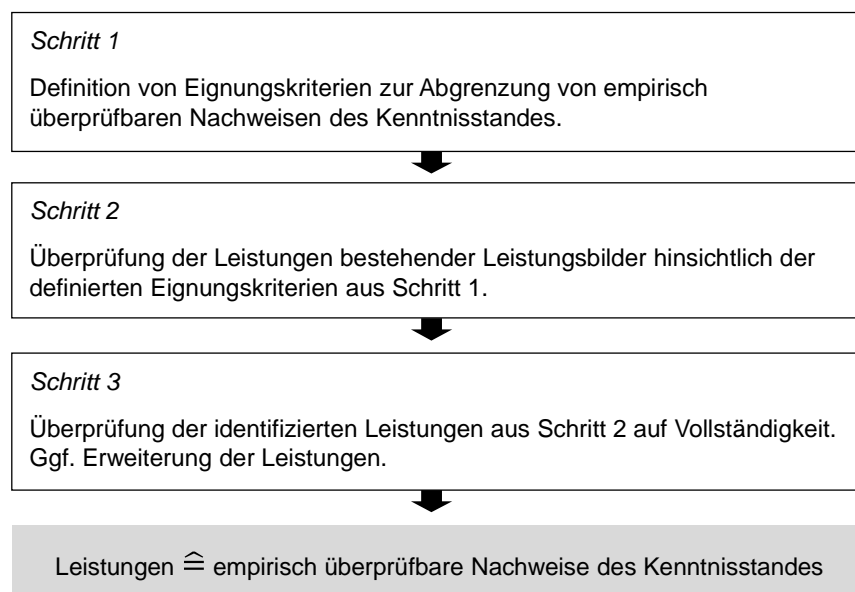 Schritt 1
Definition von Eignungskriterien zur Abgrenzung von empirisch
überprüfbaren Nachweisen des Kenntnisstandes.
Schritt 2
Überprüfung der Leistungen bestehender Leistungsbilder hinsichtlich der
definierten Eignungskriterien aus Schritt 1.
Schritt 3
Überprüfung der identifizierten Leistungen aus Schritt 2 auf Vollständigkeit.
Ggf. Erweiterung der Leistungen.
Leistungen ≙ empirisch überprüfbare Nachweise des Kenntnisstandes